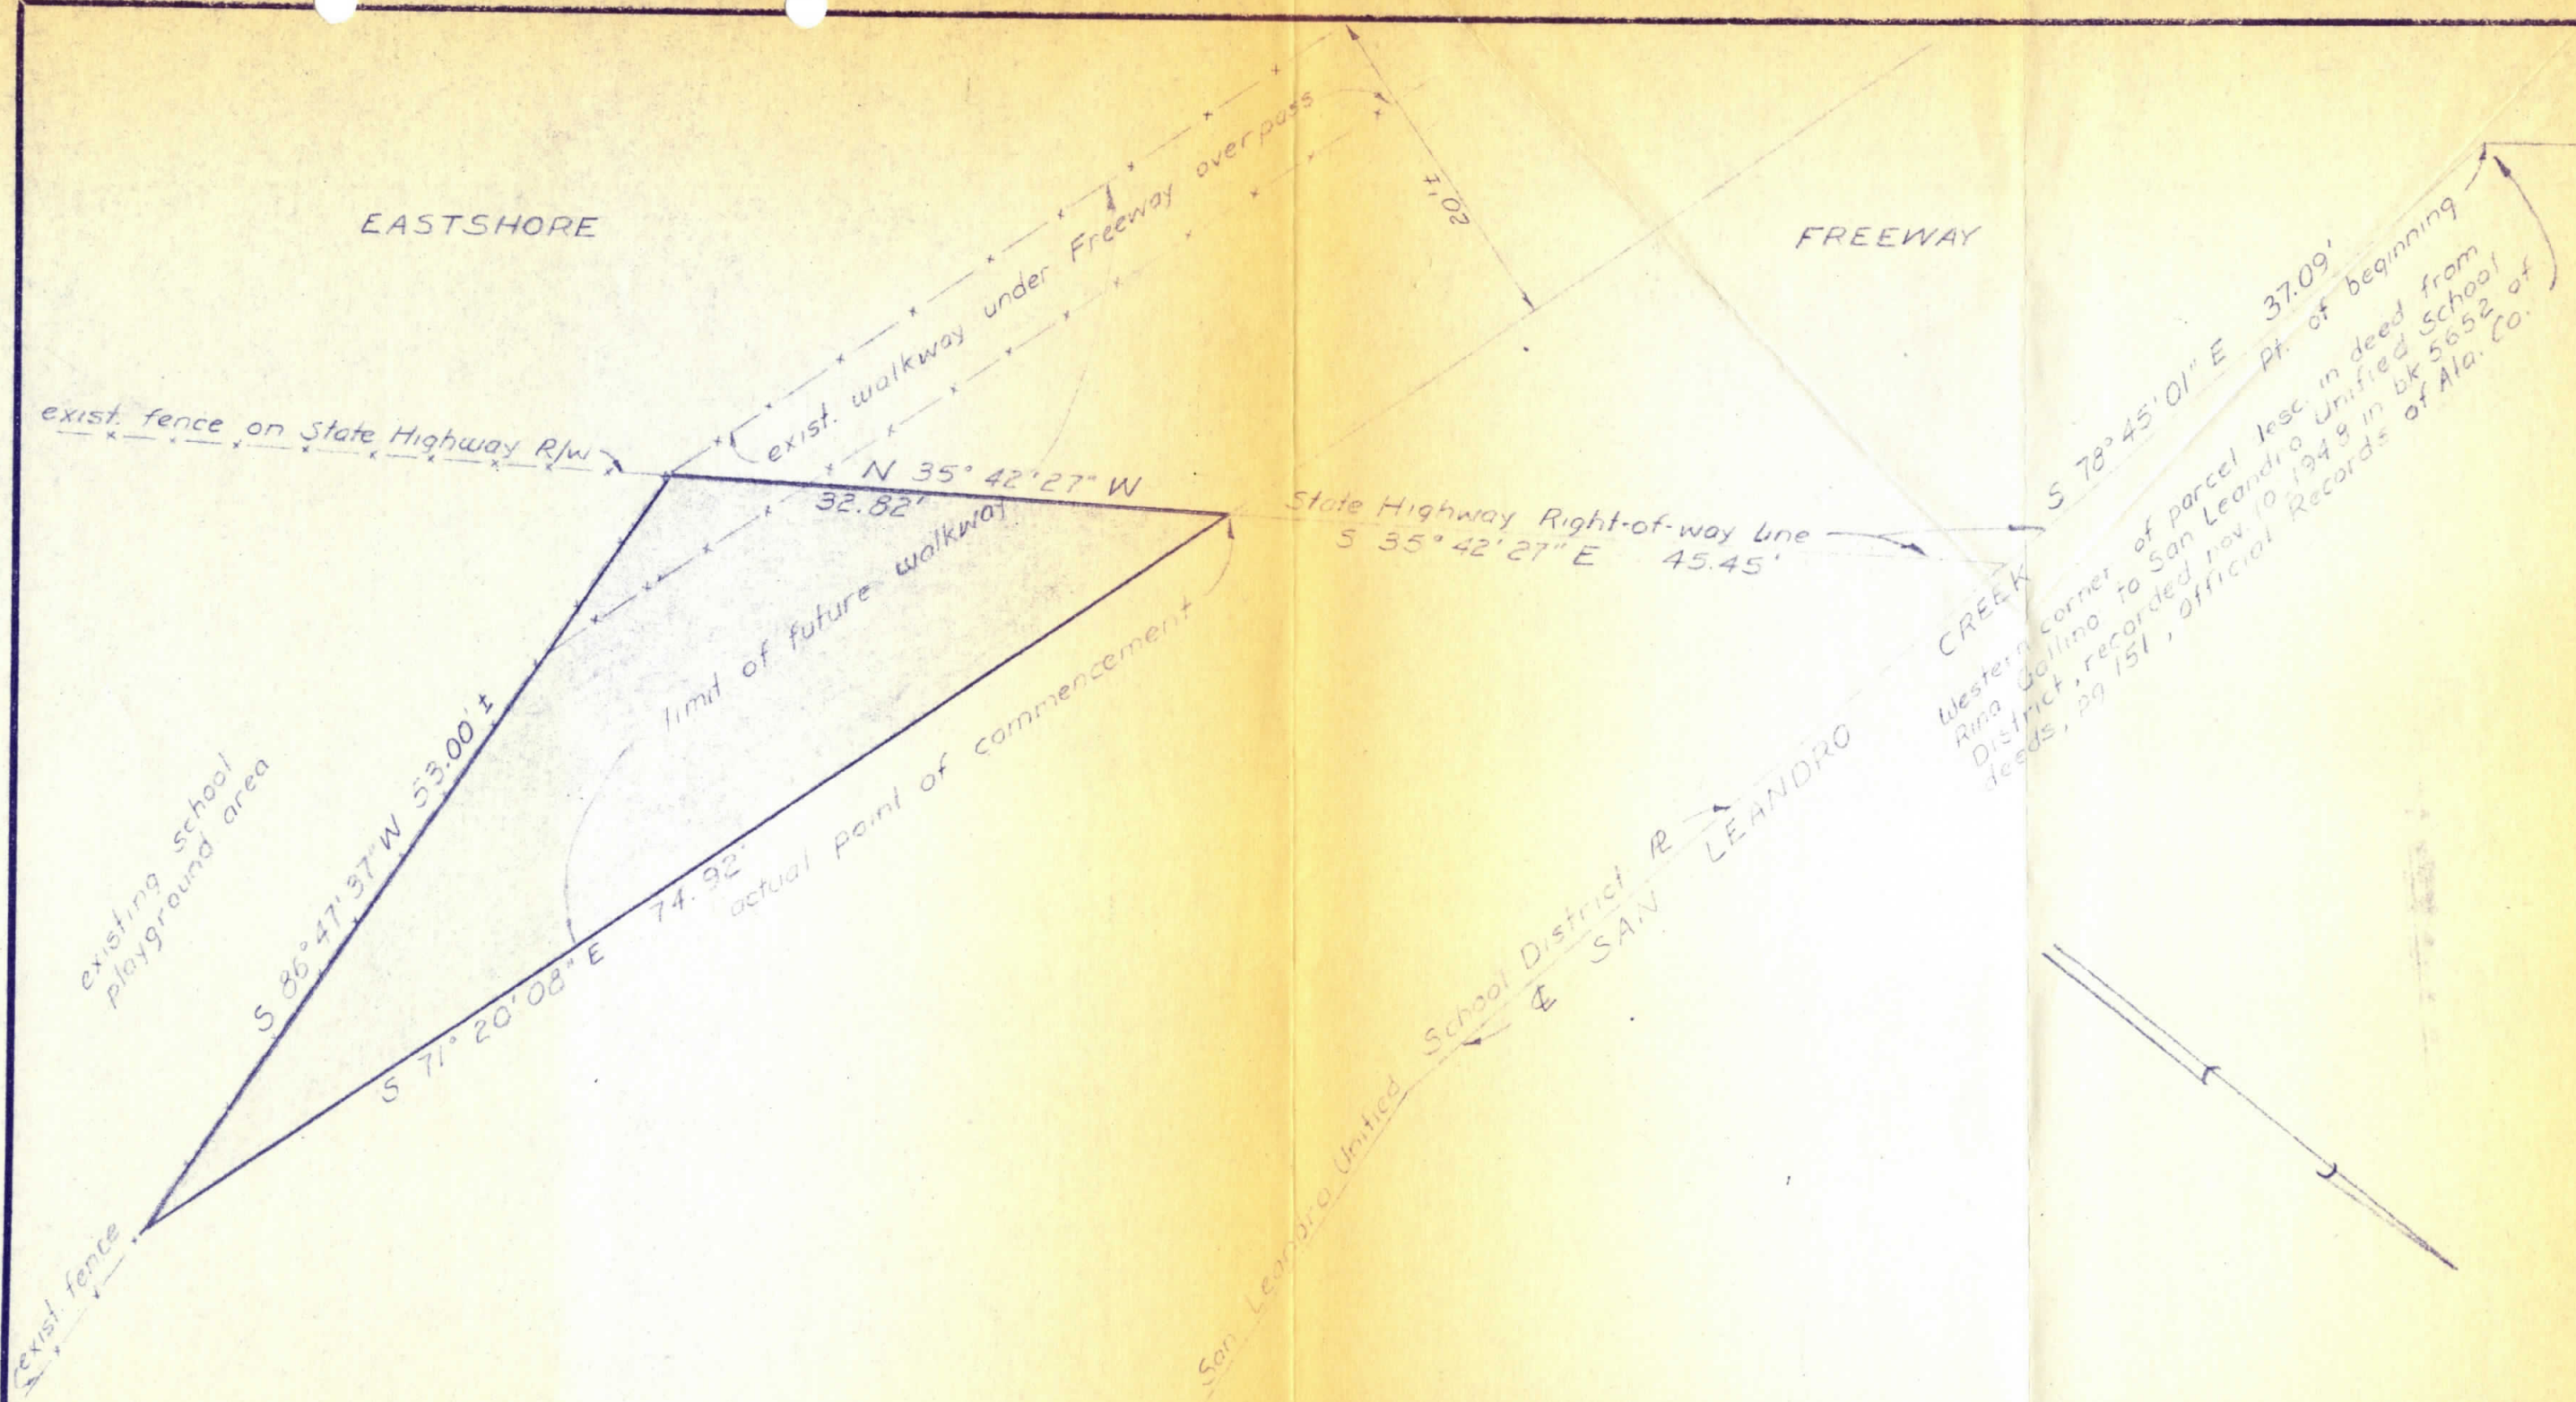 EASTSHORE
FREEWAY
exist. walkway under Freeway overpass
20'±
exist. fence on State Highway R/W
N 35° 42' 27" W
32.82'
State Highway Right-of-way Line
S 35° 42' 27" E 45.45'
S 78° 45' 01" E 37.09'
Pt. of beginning
Western corner of parcel desc. in deed from
Rina Gallino to San Leandro Unified School
District, recorded nov. 10, 1948 in bk 5652 of
deeds, pg 151, Official Records of Ala. Co.
limit of future walkway
actual point of commencement
S 86° 47' 37" W 53.00' ±
existing school
playground area
S 71° 20' 08" E 74.92'
San Leandro Unified School District ℞
℄ SAN LEANDRO CREEK
exist. fence